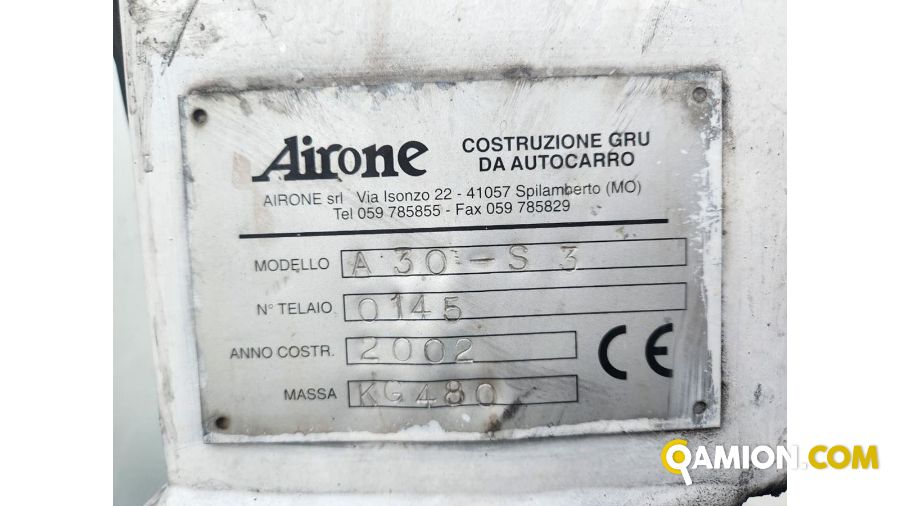 Airone
COSTRUZIONE GRU
DA AUTOCARRO
AIRONE srl Via Isonzo 22 - 41057 Spilamberto (MO)
Tel 059 785855 - Fax 059 785829
MODELLO A 30 - S 3
N° TELAIO 0145
ANNO COSTR. 2002
CE
MASSA KG 480
QAMION.COM